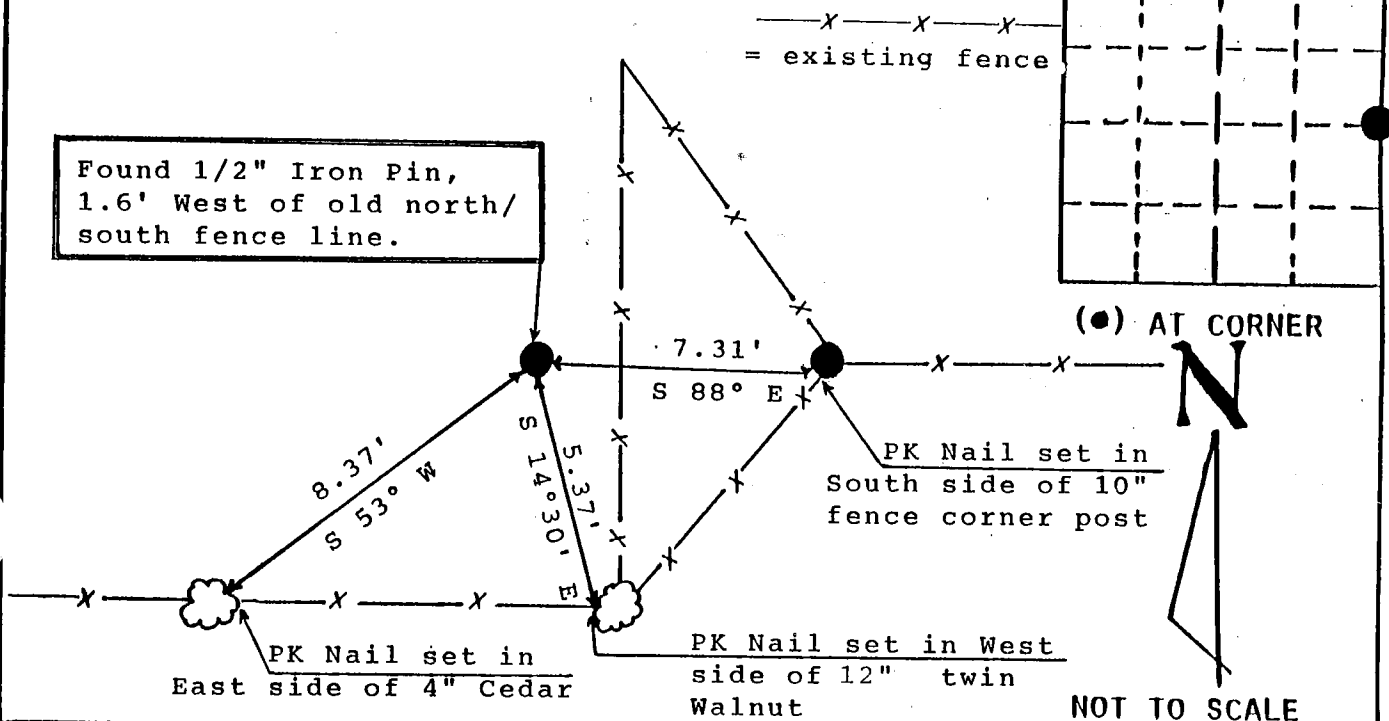 = existing fence
Found 1/2" Iron Pin,
1.6' West of old north/
south fence line.
(●) AT CORNER
N
7.31'
S 88° E
8.37'
S 53° W
5.37'
S 14°30' E
PK Nail set in
South side of 10"
fence corner post
PK Nail set in
East side of 4" Cedar
PK Nail set in West
side of 12" twin
Walnut
NOT TO SCALE